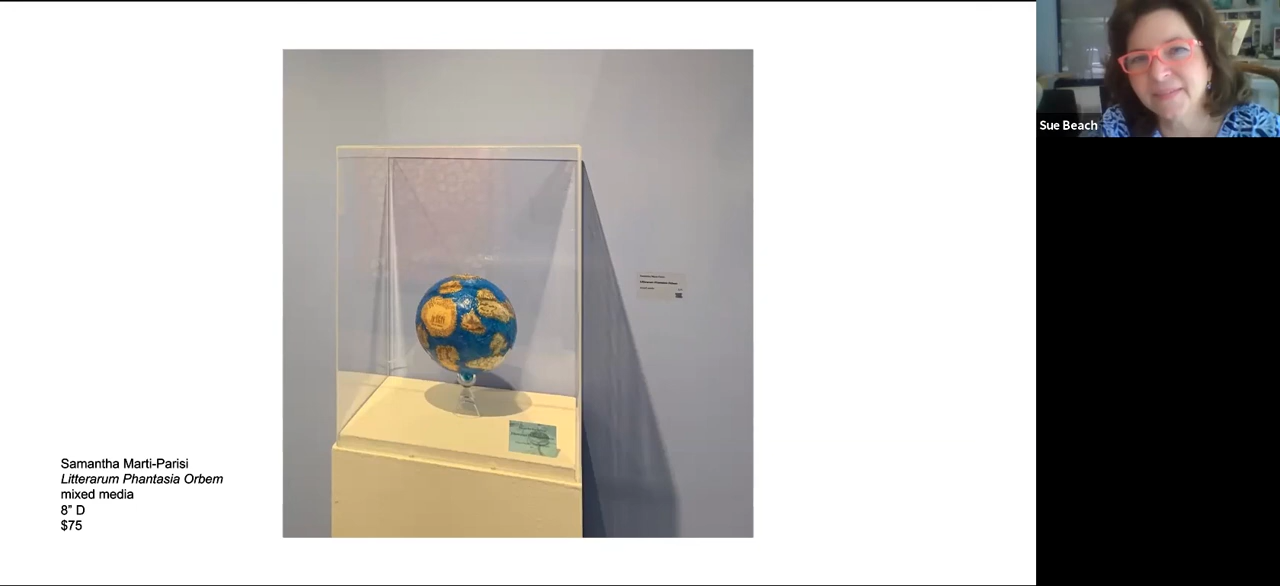 Samantha Marti-Parisi
Litterarum Phantasia Orbem
mixed media
8” D
$75
Sue Beach